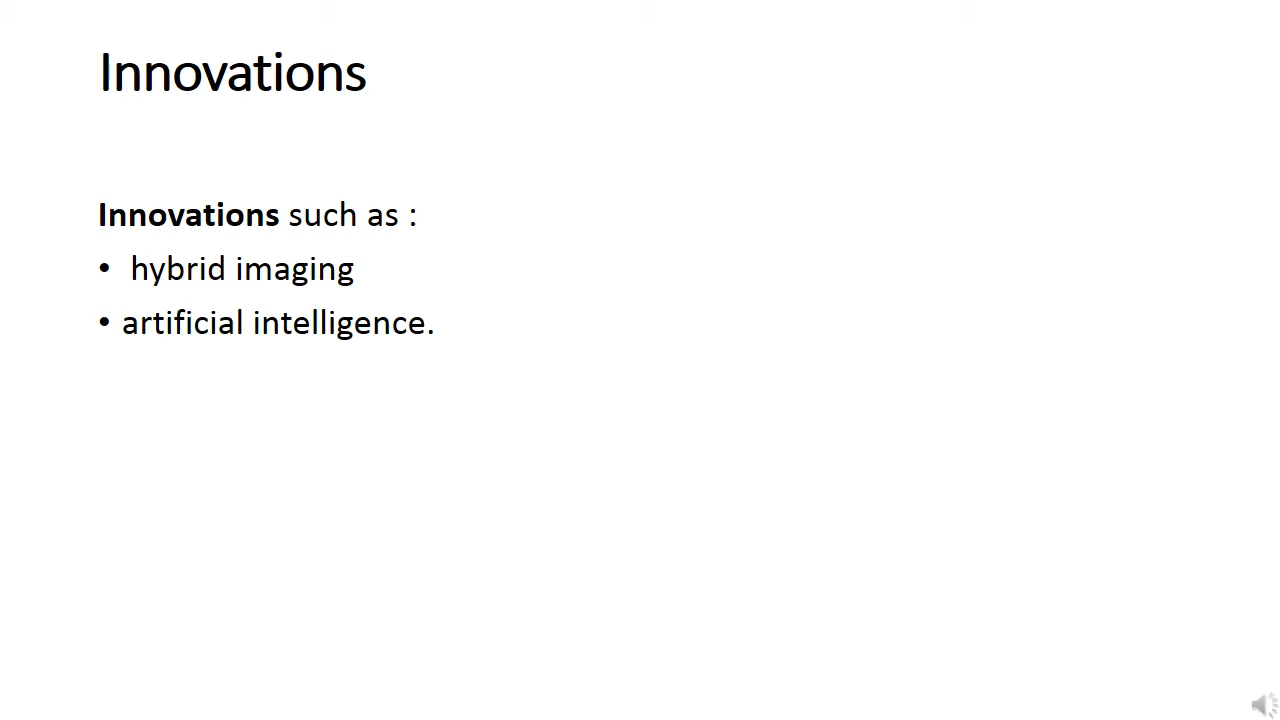 Innovations
Innovations such as :
• hybrid imaging
• artificial intelligence.